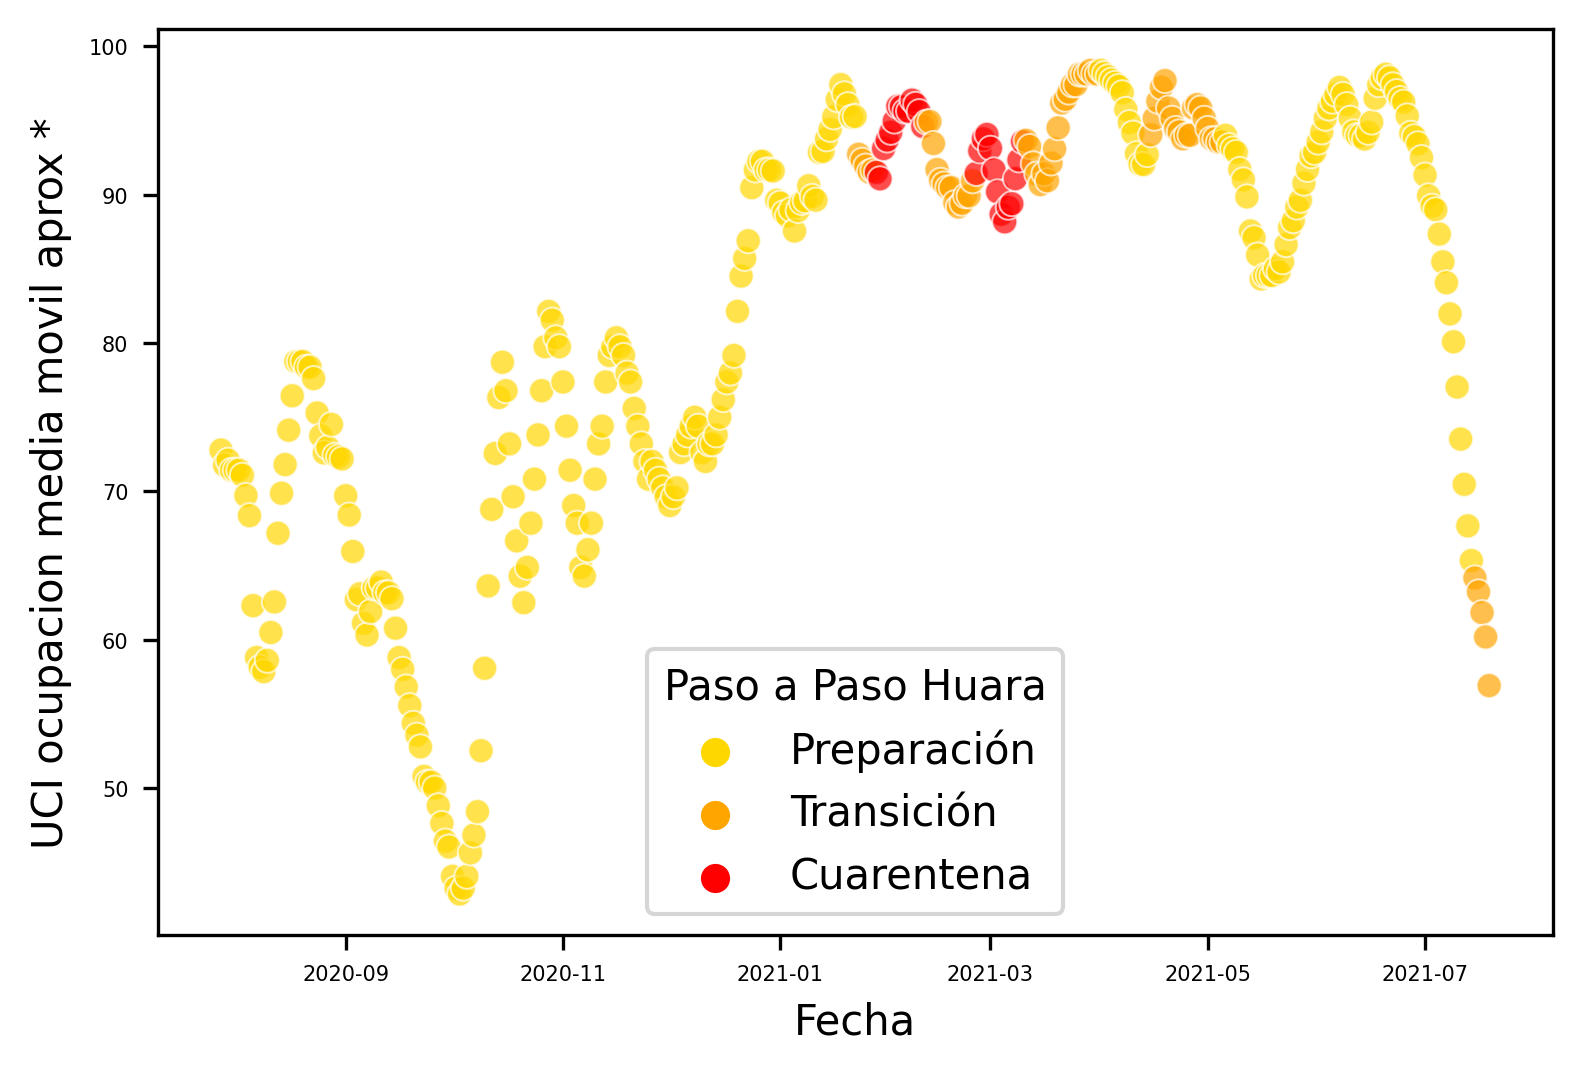 100
90
80
70
60
50
UCI ocupacion media movil aprox *
Paso a Paso Huara
Preparación
Transición
Cuarentena
2020-09
2020-11
2021-01
2021-03
2021-05
2021-07
Fecha